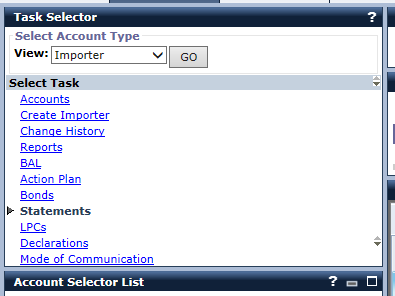 Task Selector ?
Select Account Type
View: Importer GO
Select Task
Accounts
Create Importer
Change History
Reports
BAL
Action Plan
Bonds
Statements
LPCs
Declarations
Mode of Communication
Account Selector List ?